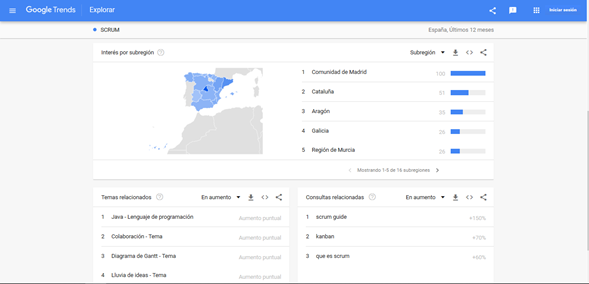 Google Trends Explorar Iniciar sesión
SCRUM España, Últimos 12 meses
Interés por subregión Subregión
1 Comunidad de Madrid 100
2 Cataluña 51
3 Aragón
4 Galicia 26
5 Región de Murcia 26
Mostrando 1-5 de 16 subregiones
Temas relacionados En aumento
1 Java - Lenguaje de programación Aumento puntual
2 Colaboración - Tema Aumento puntual
3 Diagrama de Gantt - Tema Aumento puntual
4 Lluvia de ideas - Tema Aumento puntual
Consultas relacionadas En aumento
1 scrum guide +150%
2 kanban +70%
3 que es scrum +60%